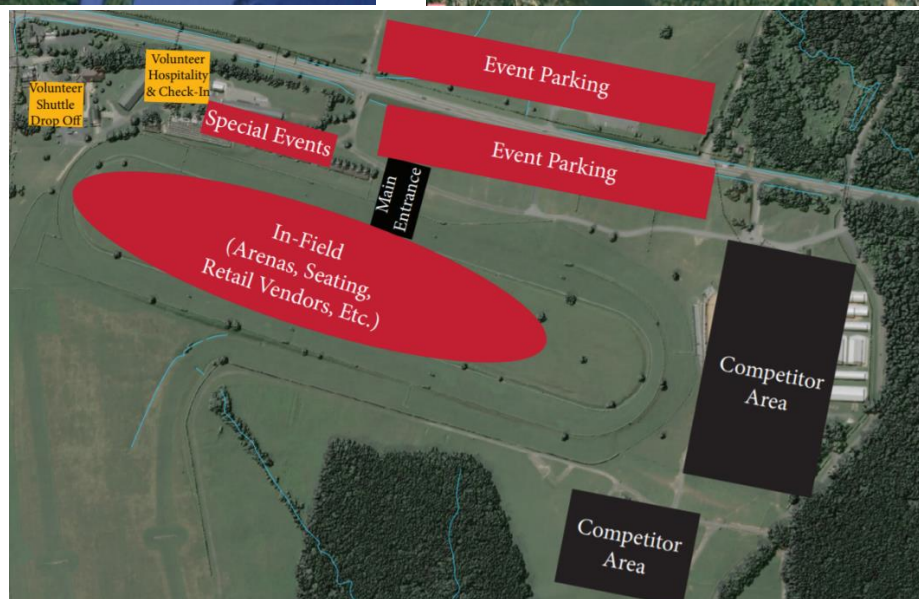 Volunteer
Shuttle
Drop Off
Volunteer
Hospitality
& Check-In
Special Events
Event Parking
Event Parking
Main
Entrance
In-Field
(Arenas, Seating,
Retail Vendors, Etc.)
Competitor
Area
Competitor
Area